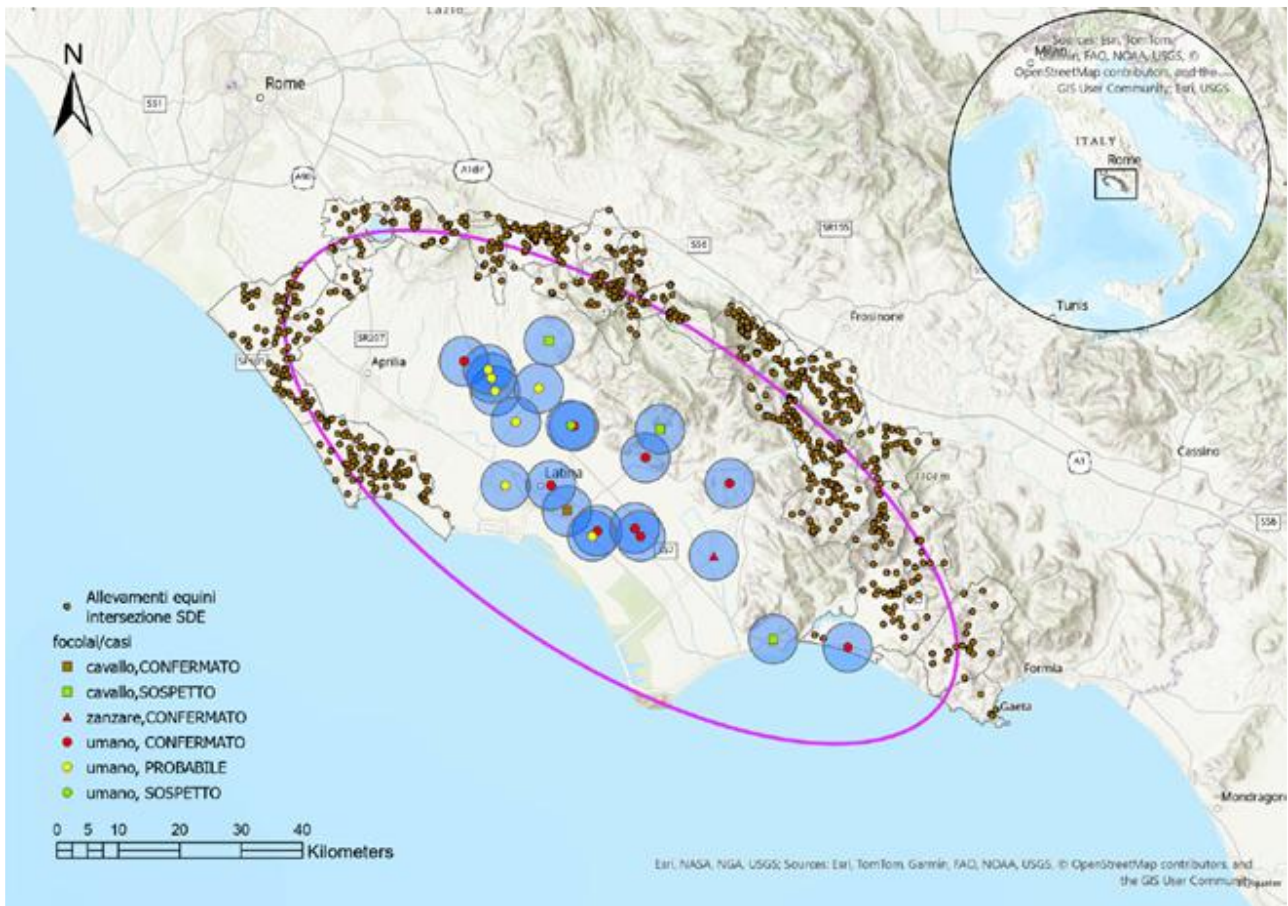 Lazio
N
Rome
SS1
A90
A1dir
SS6
SR155
Frosinone
SR207
Aprilia
Cassino
A1
1104 m
SS6
Latina
SS7
Formia
Gaeta
Mondragone
Sources: Esri, TomTom,
Garmin, FAO, NOAA, USGS, ©
OpenStreetMap contributors, and the
GIS User Community; Esri, USGS
Milan
ITALY
Rome
Tunis
Allevamenti equini
intersezione SDE
focolai/casi
cavallo,CONFERMATO
cavallo,SOSPETTO
zanzare,CONFERMATO
umano, CONFERMATO
umano, PROBABILE
umano, SOSPETTO
0 5 10 20 30 40
Kilometers
Esri, NASA, NGA, USGS; Sources: Esri, TomTom, Garmin, FAO, NOAA, USGS, © OpenStreetMap contributors, and
the GIS User Community